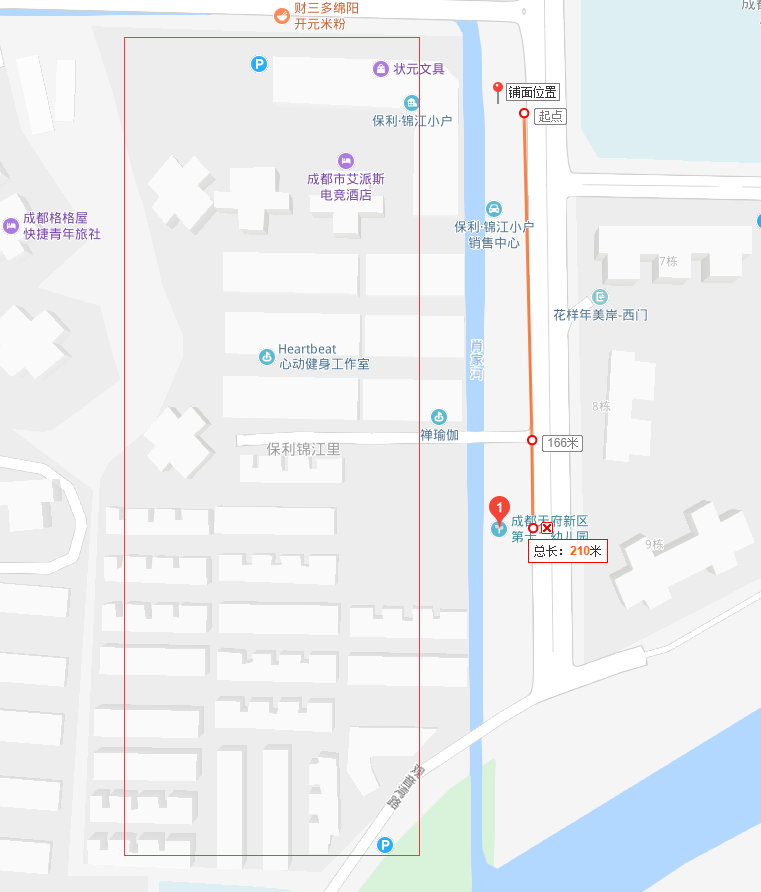 财三多绵阳
开元米粉
成都
P
状元文具
铺面位置
起点
保利·锦江小户
成都市艾派斯
电竞酒店
成都格格屋
快捷青年旅社
保利·锦江小户
销售中心
7栋
花样年美岸-西门
肖家河
Heartbeat
心动健身工作室
8栋
禅瑜伽
166米
保利锦江里
1
成都天府新区
第十一幼儿园
总长：210米
9栋
P